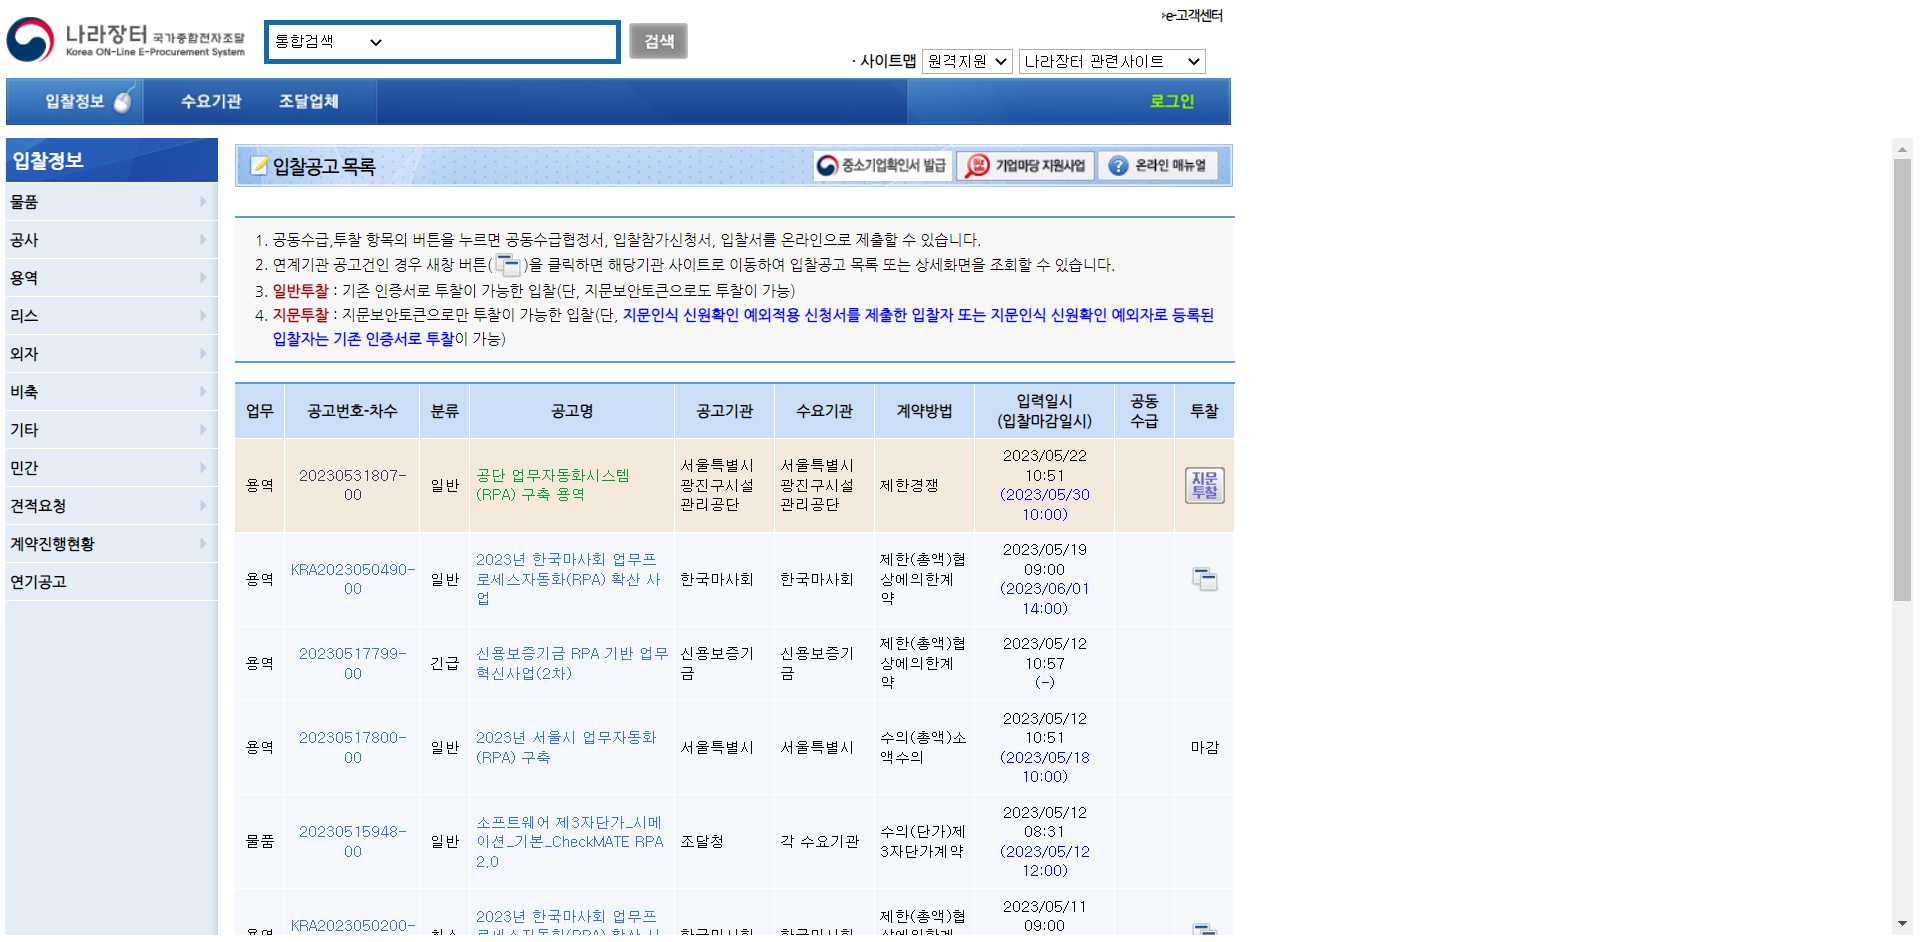 e-고객센터
나라장터 국가종합전자조달
Korea ON-Line E-Procurement System
통합검색
검색
· 사이트맵
원격지원
나라장터 관련사이트
입찰정보
수요기관
조달업체
로그인
입찰정보
물품
공사
용역
리스
외자
비축
기타
민간
견적요청
계약진행현황
연기공고
입찰공고 목록
중소기업확인서 발급
기업마당 지원사업
온라인 매뉴얼
1. 공동수급,투찰 항목의 버튼을 누르면 공동수급협정서, 입찰참가신청서, 입찰서를 온라인으로 제출할 수 있습니다.
2. 연계기관 공고건인 경우 새창 버튼( )을 클릭하면 해당기관 사이트로 이동하여 입찰공고 목록 또는 상세화면을 조회할 수 있습니다.
3. 일반투찰 : 기존 인증서로 투찰이 가능한 입찰(단, 지문보안토큰으로도 투찰이 가능)
4. 지문투찰 : 지문보안토큰으로만 투찰이 가능한 입찰(단, 지문인식 신원확인 예외적용 신청서를 제출한 입찰자 또는 지문인식 신원확인 예외자로 등록된
입찰자는 기존 인증서로 투찰이 가능)
업무
공고번호-차수
분류
공고명
공고기관
수요기관
계약방법
입력일시
(입찰마감일시)
공동
수급
투찰
용역
20230531807-
00
일반
공단 업무자동화시스템
(RPA) 구축 용역
서울특별시
광진구시설
관리공단
서울특별시
광진구시설
관리공단
제한경쟁
2023/05/22
10:51
(2023/05/30
10:00)
지문
투찰
용역
KRA2023050490-
00
일반
2023년 한국마사회 업무프
로세스자동화(RPA) 확산 사
업
한국마사회
한국마사회
제한(총액)협
상에의한계
약
2023/05/19
09:00
(2023/06/01
14:00)
용역
20230517799-
00
긴급
신용보증기금 RPA 기반 업무
혁신사업(2차)
신용보증기
금
신용보증기
금
제한(총액)협
상에의한계
약
2023/05/12
10:57
(-)
용역
20230517800-
00
일반
2023년 서울시 업무자동화
(RPA) 구축
서울특별시
서울특별시
수의(총액)소
액수의
2023/05/12
10:51
(2023/05/18
10:00)
마감
물품
20230515948-
00
일반
소프트웨어 제3자단가_시메
이션_기본_CheckMATE RPA
2.0
조달청
각 수요기관
수의(단가)제
3자단가계약
2023/05/12
08:31
(2023/05/12
12:00)
용역
KRA2023050200-
취소
2023년 한국마사회 업무프
로세스자동화(RPA) 확산 사
한국마사회
한국마사회
제한(총액)협
상에의한계
2023/05/11
09:00